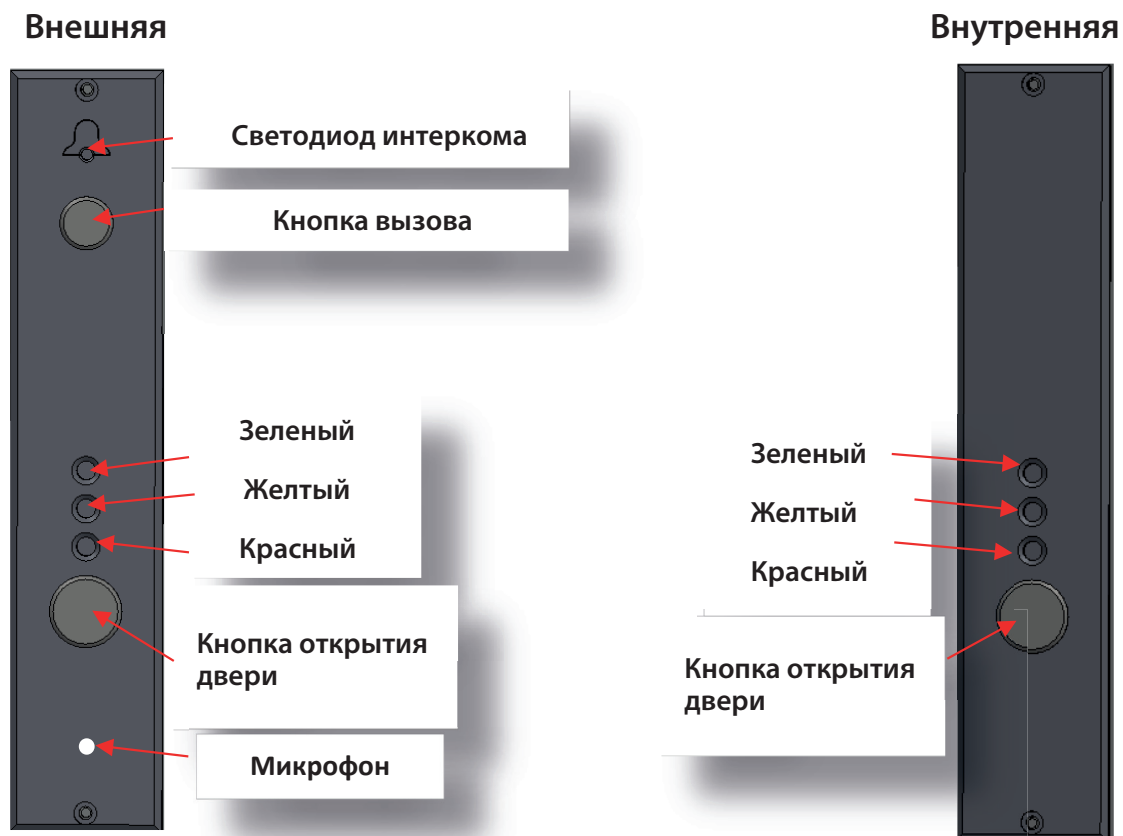 Внешняя
Внутренняя
Светодиод интеркома
Кнопка вызова
Зеленый
Желтый
Красный
Кнопка открытия
двери
Микрофон
Зеленый
Желтый
Красный
Кнопка открытия
двери